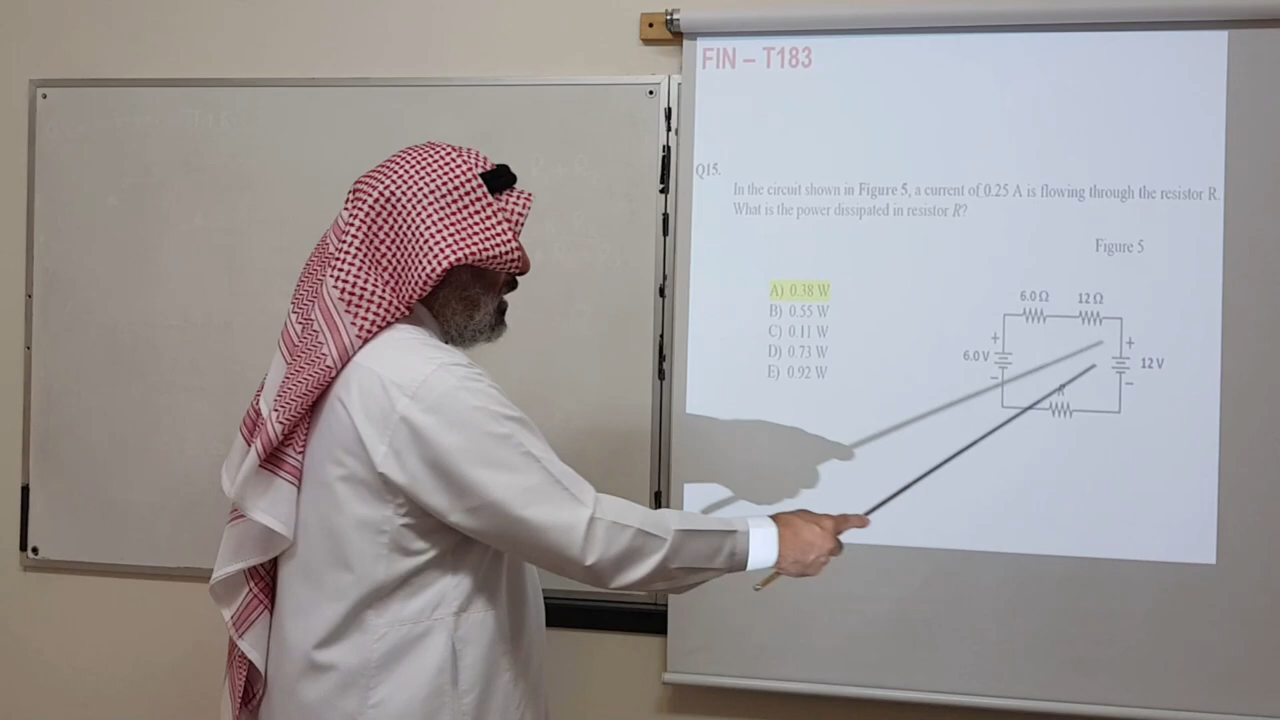 FIN – T183
Q15.
In the circuit shown in Figure 5, a current of 0.25 A is flowing through the resistor R.
What is the power dissipated in resistor R?
Figure 5
A) 0.38 W
B) 0.55 W
C) 0.11 W
D) 0.73 W
E) 0.92 W
6.0 Ω 12 Ω
+ +
6.0 V 12 V
– –
R